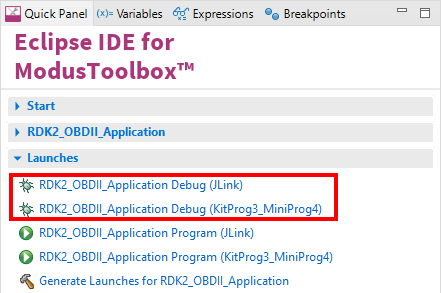 Quick Panel
Variables
Expressions
Breakpoints
Eclipse IDE for
ModusToolbox™
Start
RDK2_OBDII_Application
Launches
RDK2_OBDII_Application Debug (JLink)
RDK2_OBDII_Application Debug (KitProg3_MiniProg4)
RDK2_OBDII_Application Program (JLink)
RDK2_OBDII_Application Program (KitProg3_MiniProg4)
Generate Launches for RDK2_OBDII_Application